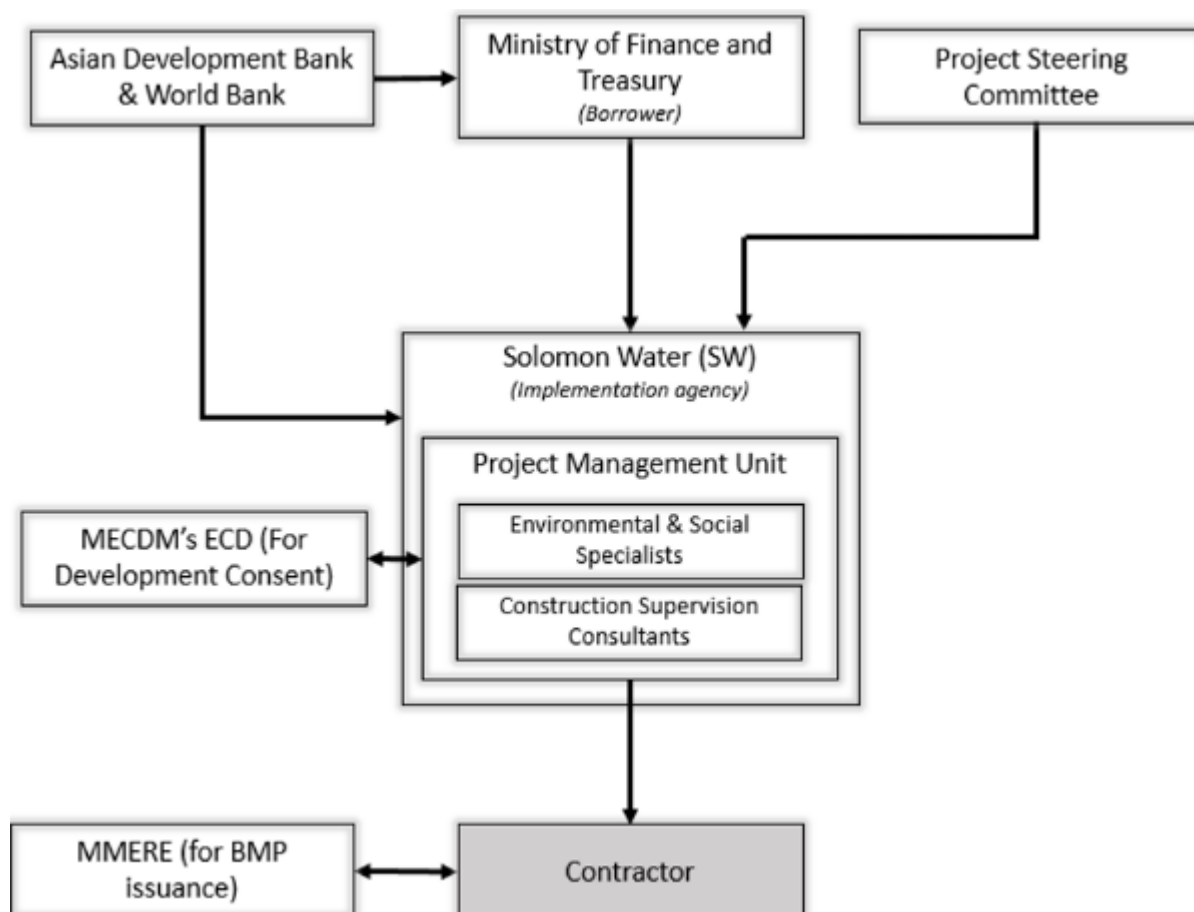 Asian Development Bank
& World Bank
Ministry of Finance and
Treasury
(Borrower)
Project Steering
Committee
Solomon Water (SW)
(Implementation agency)
Project Management Unit
Environmental & Social
Specialists
Construction Supervision
Consultants
MECDM's ECD (For
Development Consent)
MMERE (for BMP
issuance)
Contractor